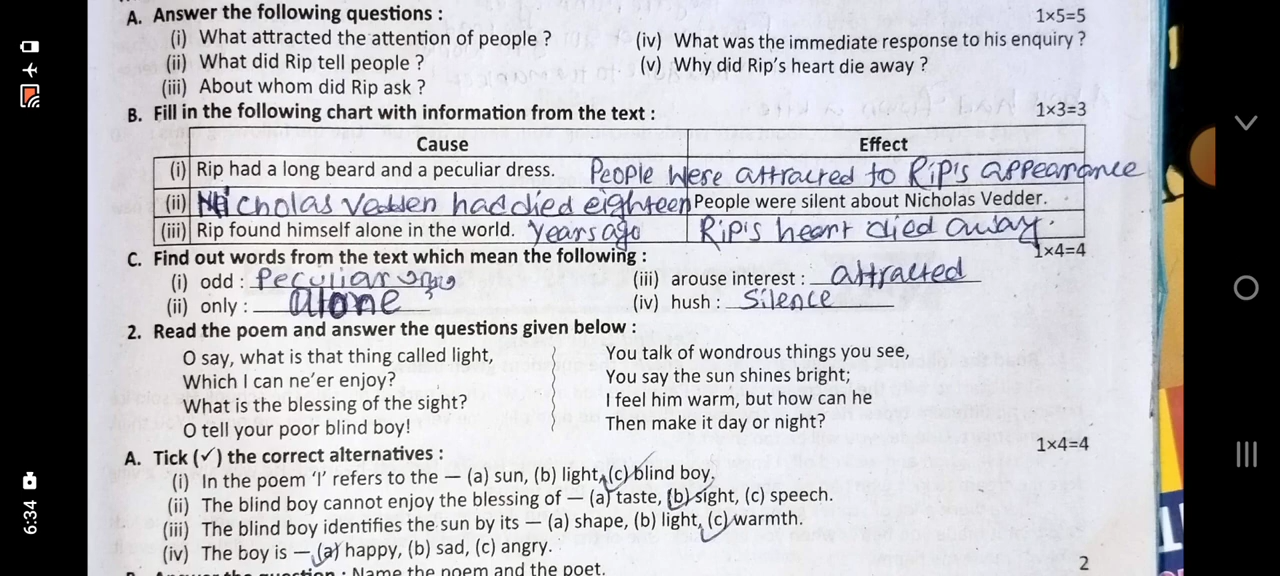 A. Answer the following questions : 1×5=5
(i) What attracted the attention of people ? (iv) What was the immediate response to his enquiry ?
(ii) What did Rip tell people ? (v) Why did Rip's heart die away ?
(iii) About whom did Rip ask ?
B. Fill in the following chart with information from the text : 1×3=3
Cause Effect
(i) Rip had a long beard and a peculiar dress. People were attracted to Rip's appearance
(ii) Nicholas Vedden had died eighteen People were silent about Nicholas Vedder.
(iii) Rip found himself alone in the world. years ago Rip's heart died away.
C. Find out words from the text which mean the following : 1×4=4
(i) odd : Peculiar (iii) arouse interest : attracted
(ii) only : alone (iv) hush : Silence
2. Read the poem and answer the questions given below :
O say, what is that thing called light, You talk of wondrous things you see,
Which I can ne'er enjoy? You say the sun shines bright;
What is the blessing of the sight? I feel him warm, but how can he
O tell your poor blind boy! Then make it day or night?
A. Tick (✓) the correct alternatives : 1×4=4
(i) In the poem 'I' refers to the — (a) sun, (b) light, (c) blind boy.
(ii) The blind boy cannot enjoy the blessing of — (a) taste, (b) sight, (c) speech.
(iii) The blind boy identifies the sun by its — (a) shape, (b) light, (c) warmth.
(iv) The boy is — (a) happy, (b) sad, (c) angry.
Name the poem and the poet. 2
6:34